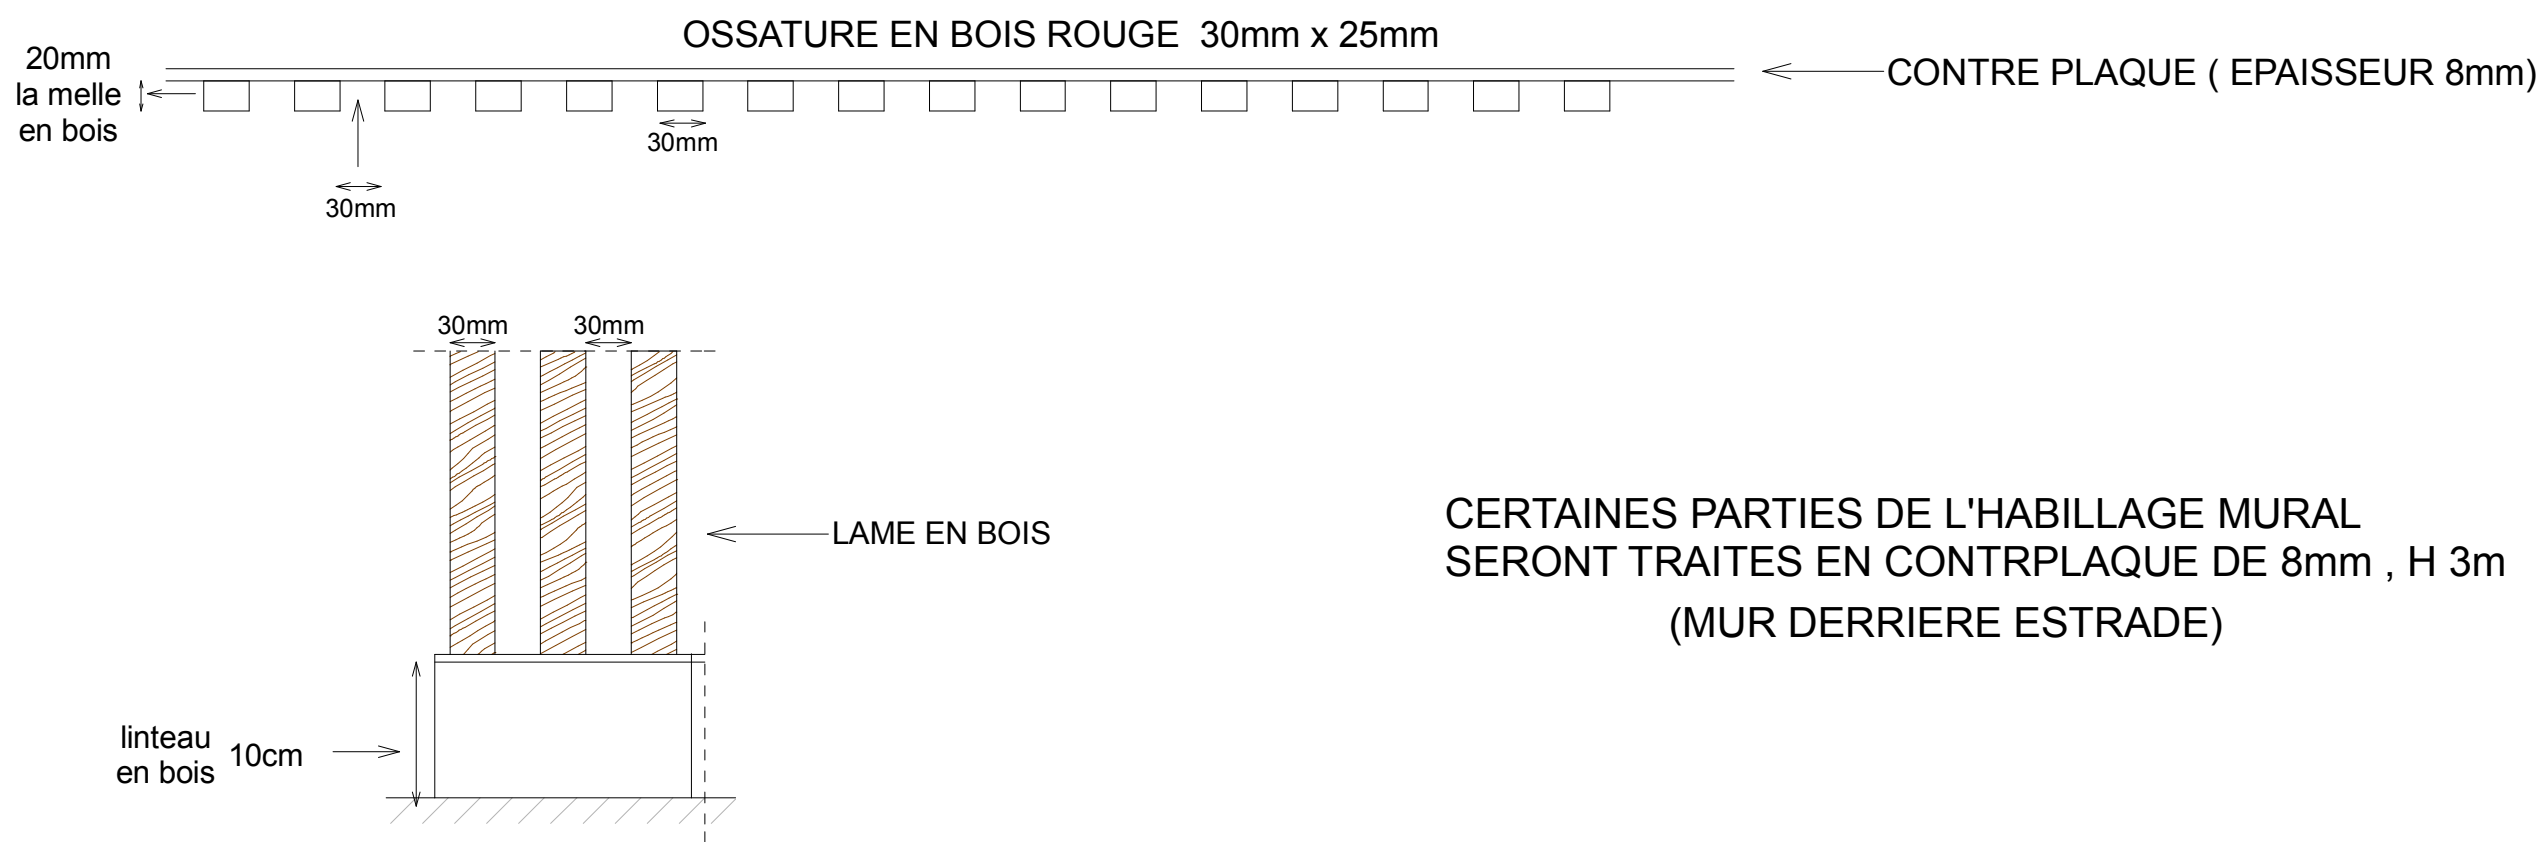 OSSATURE EN BOIS ROUGE 30mm x 25mm
20mm
la melle
en bois
CONTRE PLAQUE ( EPAISSEUR 8mm)
30mm
30mm
30mm
30mm
LAME EN BOIS
CERTAINES PARTIES DE L'HABILLAGE MURAL
SERONT TRAITES EN CONTRPLAQUE DE 8mm , H 3m
(MUR DERRIERE ESTRADE)
linteau
en bois
10cm